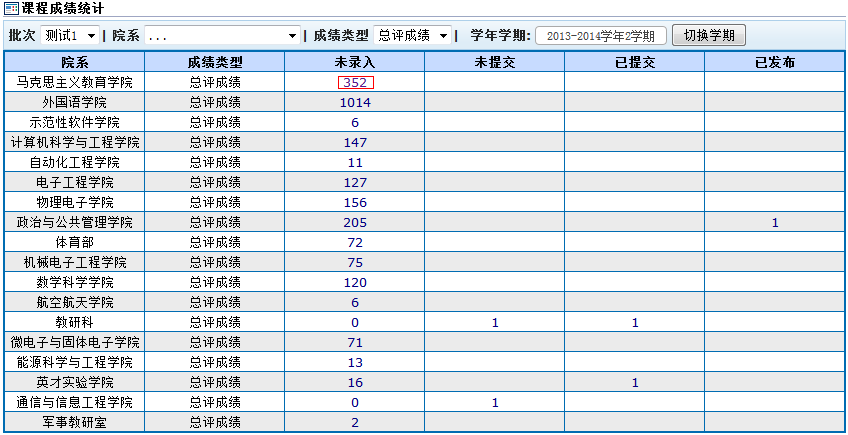 课程成绩统计
批次 测试1 | 院系 ... | 成绩类型 总评成绩 | 学年学期: 2013-2014学年2学期 切换学期
院系 成绩类型 未录入 未提交 已提交 已发布
马克思主义教育学院 总评成绩 352
外国语学院 总评成绩 1014
示范性软件学院 总评成绩 6
计算机科学与工程学院 总评成绩 147
自动化工程学院 总评成绩 11
电子工程学院 总评成绩 127
物理电子学院 总评成绩 156
政治与公共管理学院 总评成绩 205 1
体育部 总评成绩 72
机械电子工程学院 总评成绩 75
数学科学学院 总评成绩 120
航空航天学院 总评成绩 6
教研科 总评成绩 0 1 1
微电子与固体电子学院 总评成绩 71
能源科学与工程学院 总评成绩 13
英才实验学院 总评成绩 16 1
通信与信息工程学院 总评成绩 0 1
军事教研室 总评成绩 2